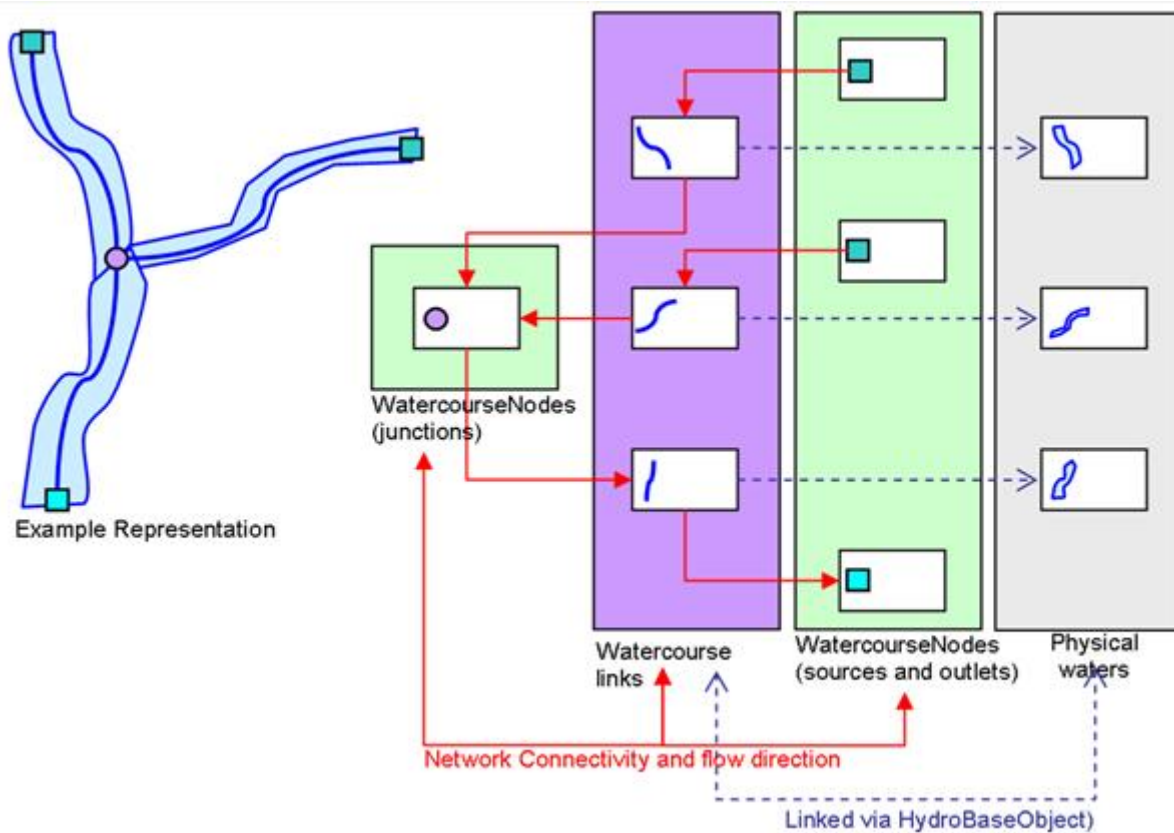 Example Representation
WatercourseNodes
(junctions)
Watercourse
links
WatercourseNodes
(sources and outlets)
Physical
waters
Network Connectivity and flow direction
Linked via HydroBaseObject)